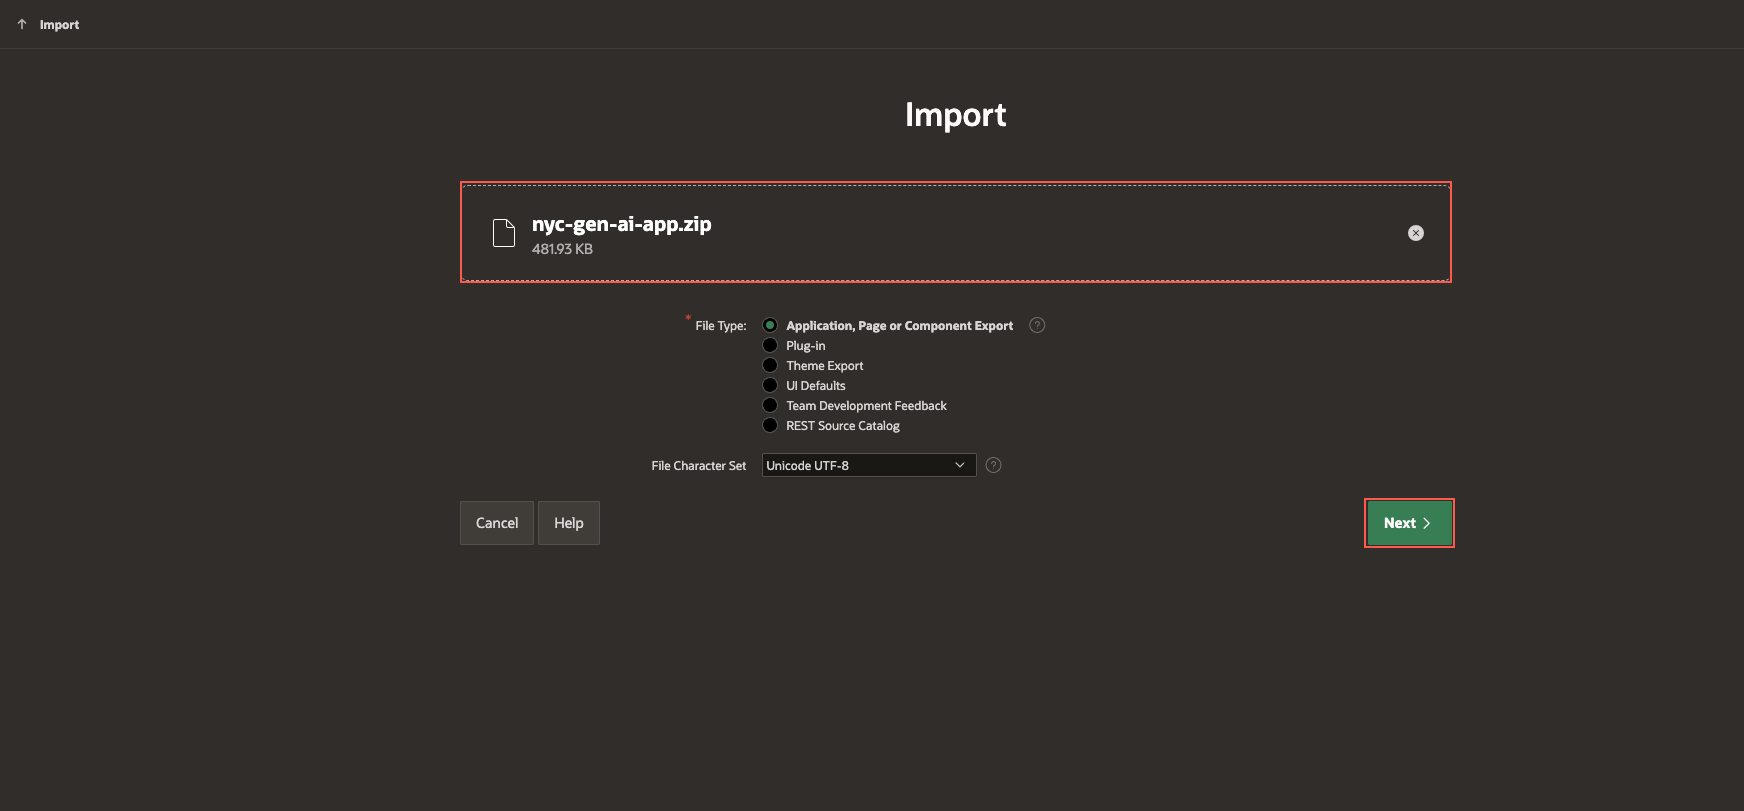 Import
Import
nyc-gen-ai-app.zip
481.93 KB
* File Type:
Application, Page or Component Export ?
Plug-in
Theme Export
UI Defaults
Team Development Feedback
REST Source Catalog
File Character Set Unicode UTF-8 ?
Cancel Help Next